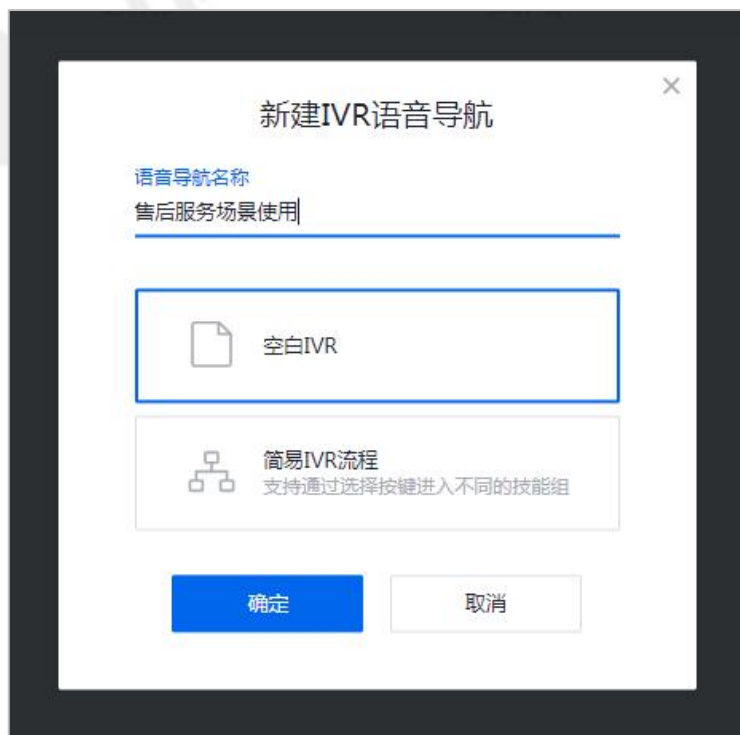 新建IVR语音导航
语音导航名称
售后服务场景使用
空白IVR
简易IVR流程
支持通过选择按键进入不同的技能组
确定
取消